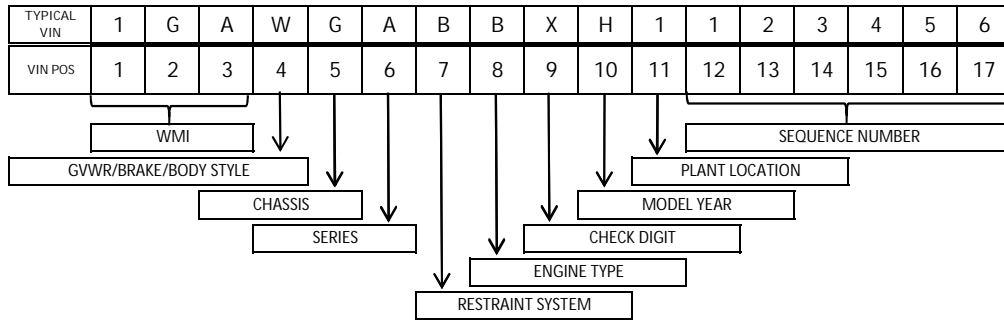 TYPICAL
VIN
1 G A W G A B B X H 1 1 2 3 4 5 6
VIN POS
1 2 3 4 5 6 7 8 9 10 11 12 13 14 15 16 17
WMI
SEQUENCE NUMBER
GVWR/BRAKE/BODY STYLE
PLANT LOCATION
CHASSIS
MODEL YEAR
SERIES
CHECK DIGIT
ENGINE TYPE
RESTRAINT SYSTEM